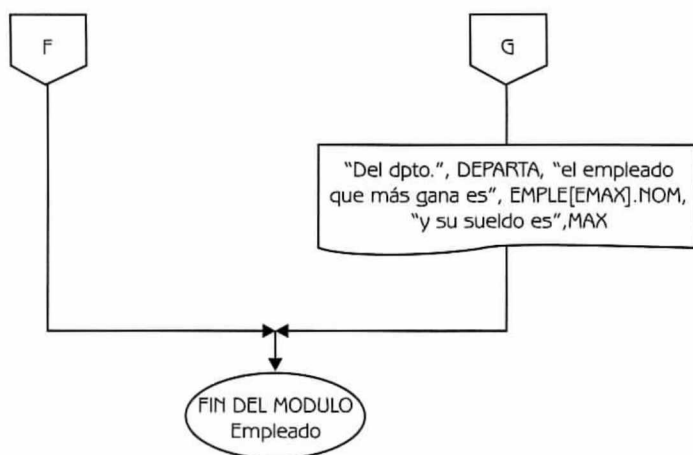 F
G
"Del dpto.", DEPARTA, "el empleado
que más gana es", EMPLE[EMAX].NOM,
"y su sueldo es",MAX
FIN DEL MODULO
Empleado